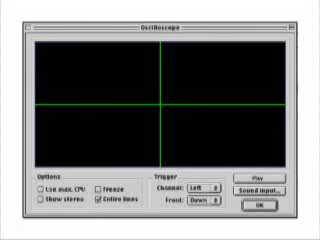 Oscilloscope
Options
Use max. CPU
Freeze
Show stereo
Entire lines
Trigger
Channel: Left
Front: Down
Play
Sound input...
OK